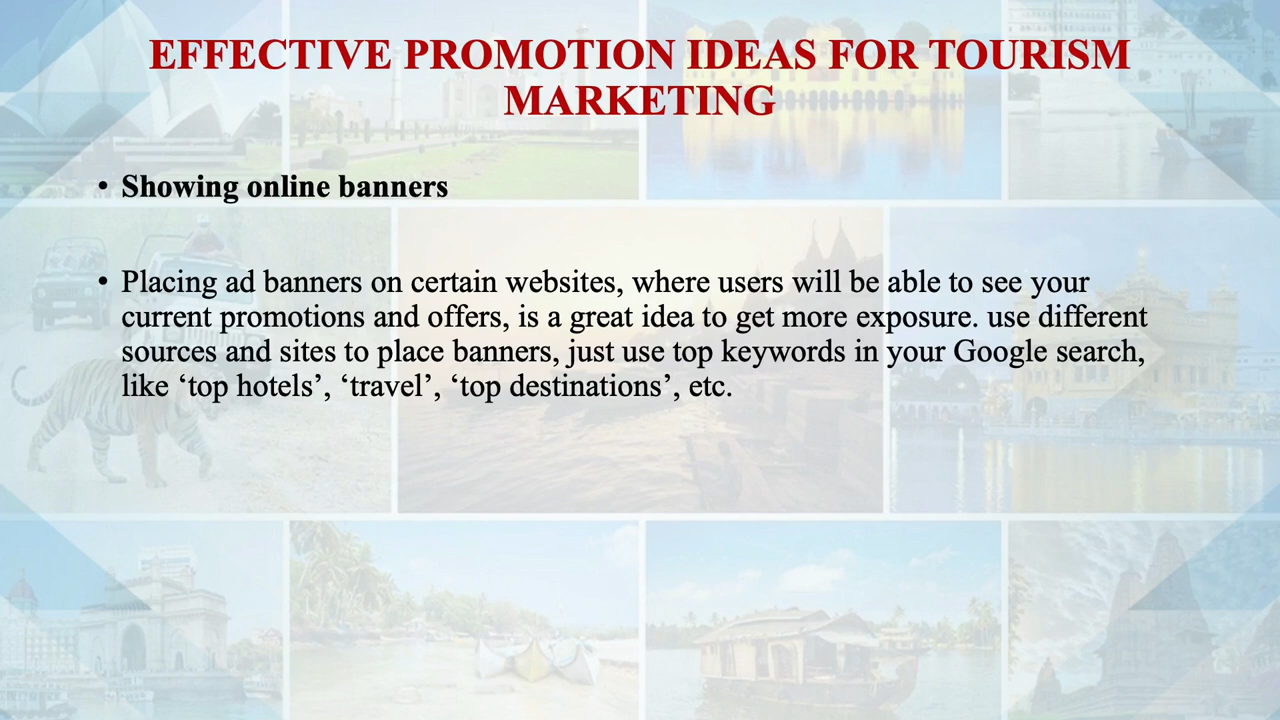 EFFECTIVE PROMOTION IDEAS FOR TOURISM
MARKETING
• Showing online banners
• Placing ad banners on certain websites, where users will be able to see your
current promotions and offers, is a great idea to get more exposure. use different
sources and sites to place banners, just use top keywords in your Google search,
like ‘top hotels’, ‘travel’, ‘top destinations’, etc.